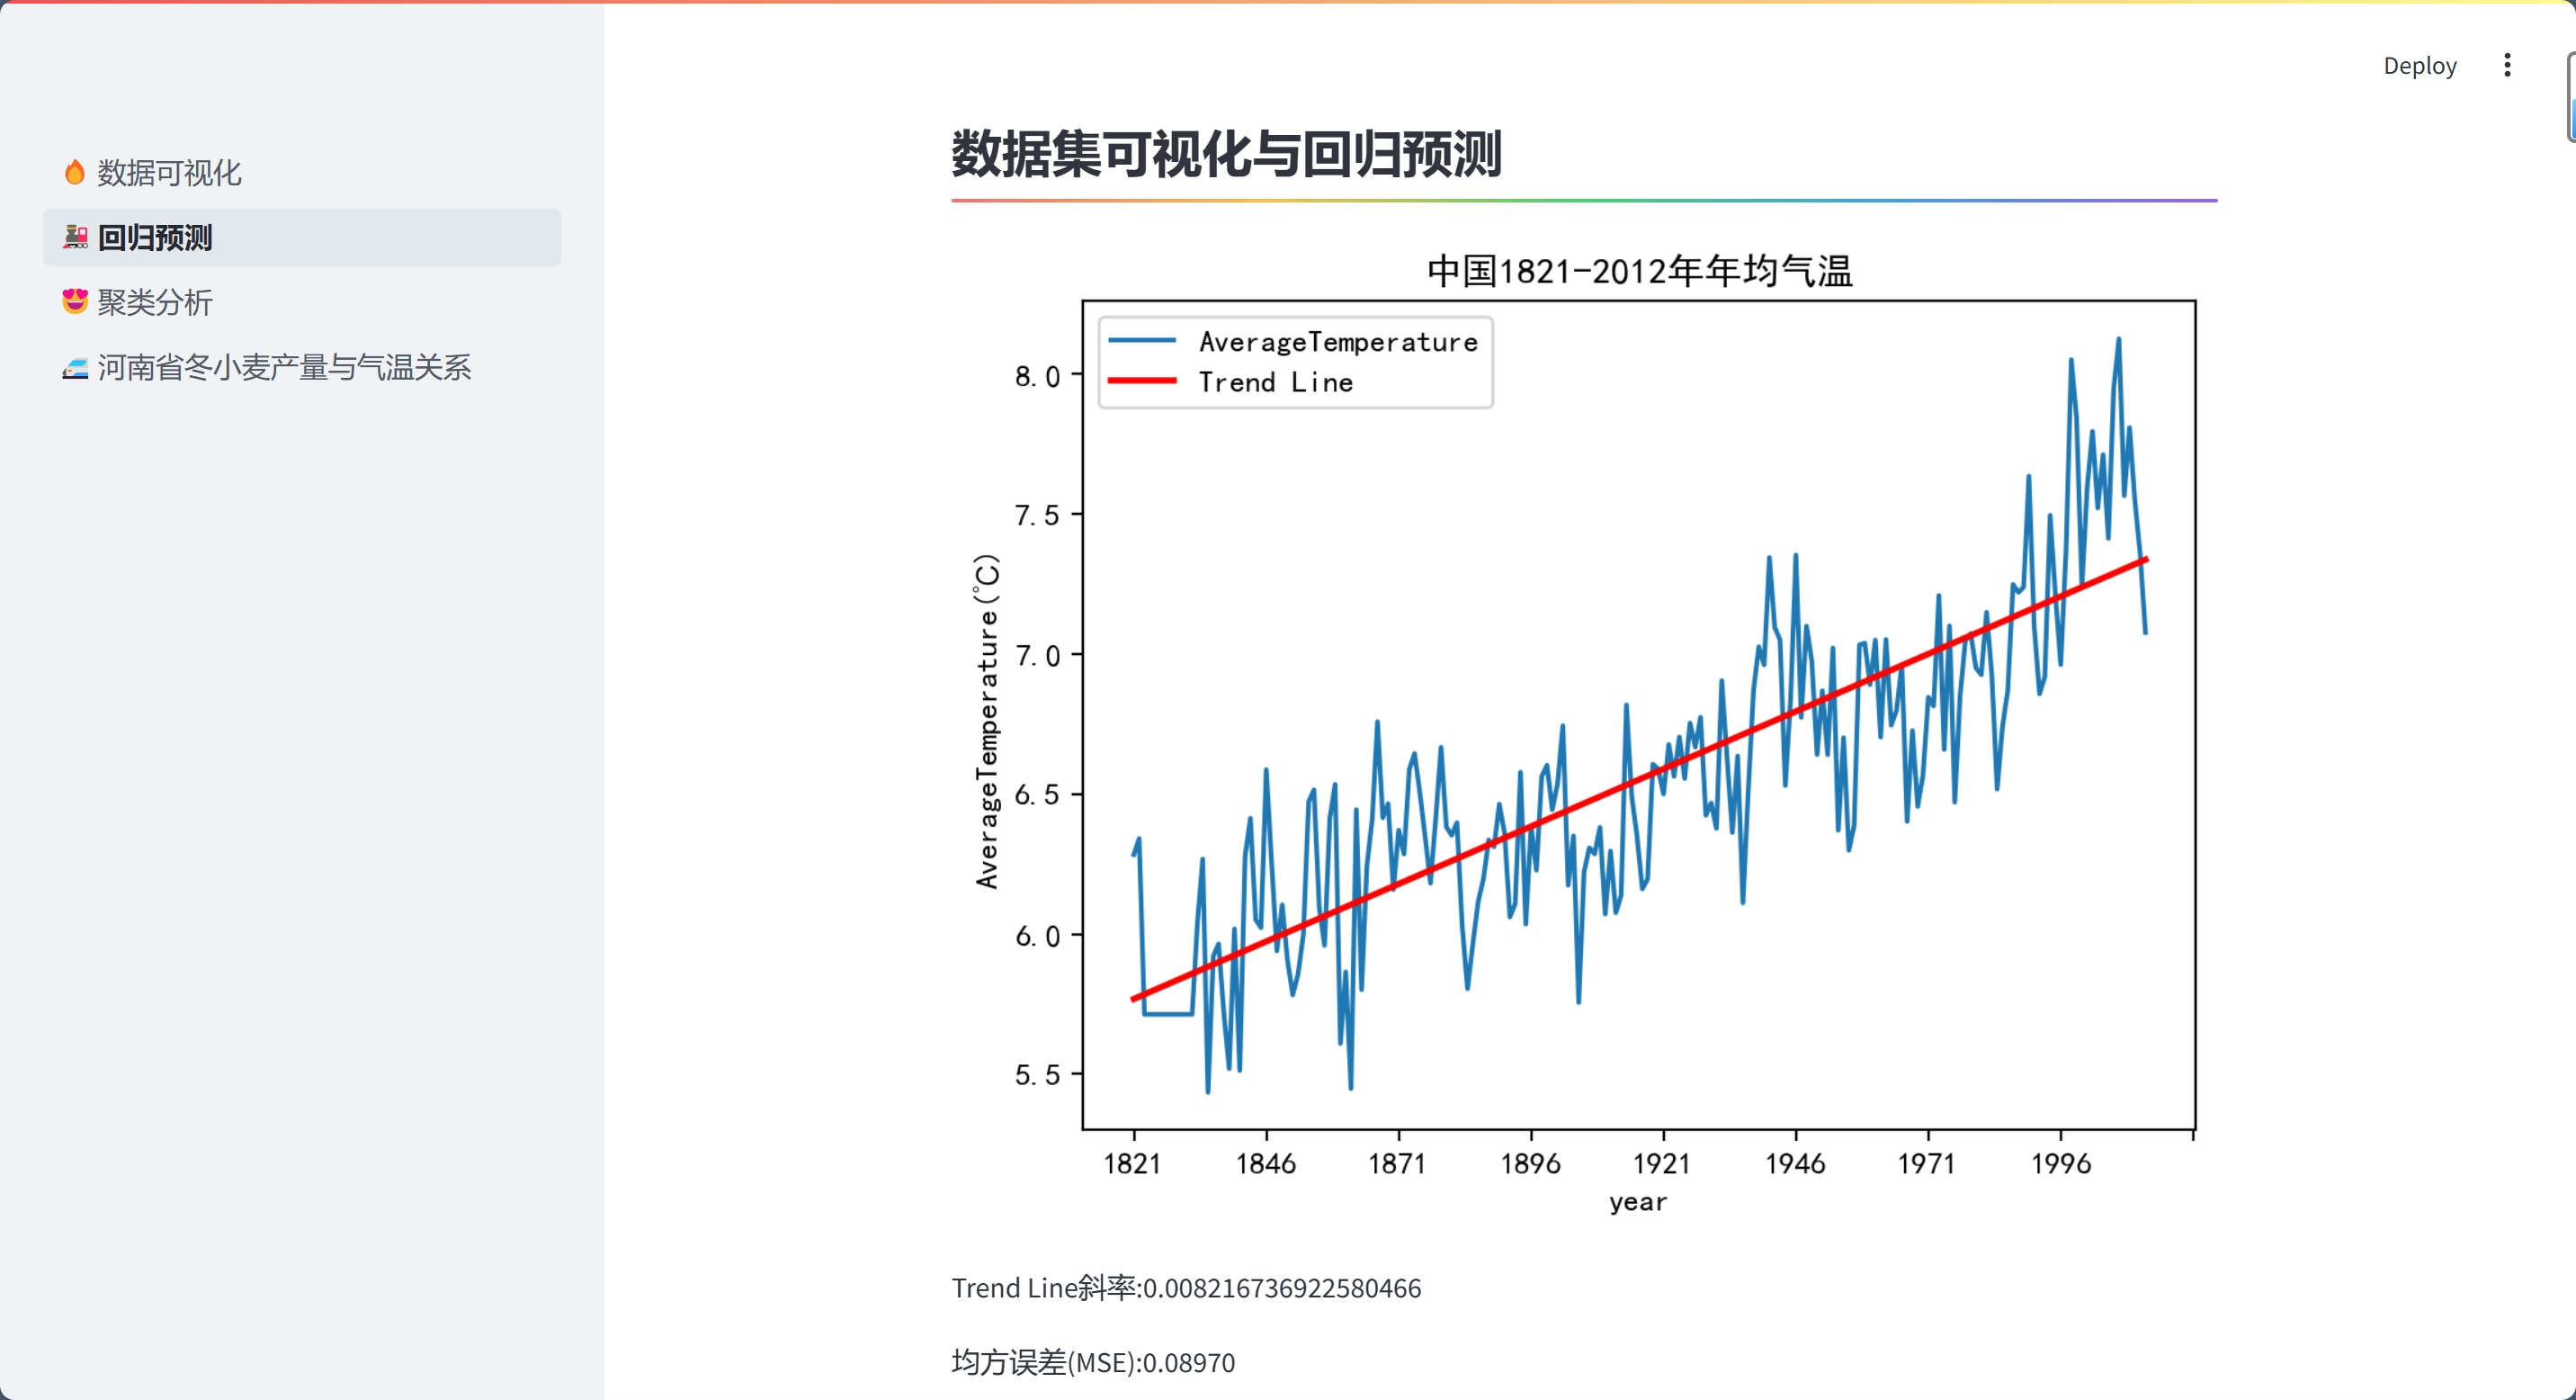 Deploy
数据可视化
回归预测
聚类分析
河南省冬小麦产量与气温关系
数据集可视化与回归预测
中国1821-2012年年均气温
AverageTemperature
Trend Line
8.0
7.5
7.0
6.5
6.0
5.5
AverageTemperature(℃)
1821 1846 1871 1896 1921 1946 1971 1996
year
Trend Line斜率:0.008216736922580466
均方误差(MSE):0.08970